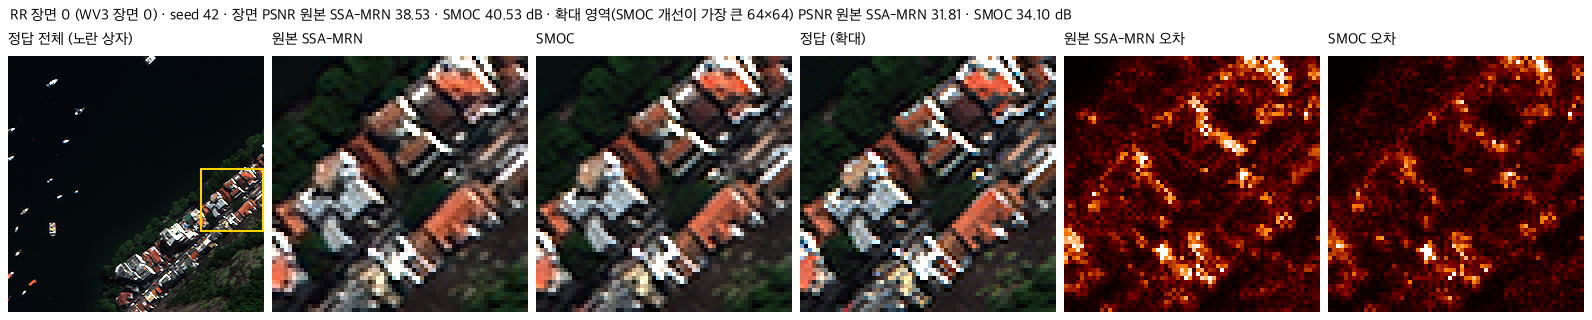 RR 장면 0 (WV3 장면 0) · seed 42 · 장면 PSNR 원본 SSA-MRN 38.53 · SMOC 40.53 dB · 확대 영역(SMOC 개선이 가장 큰 64×64) PSNR 원본 SSA-MRN 31.81 · SMOC 34.10 dB
정답 전체 (노란 상자) 원본 SSA-MRN SMOC 정답 (확대) 원본 SSA-MRN 오차 SMOC 오차